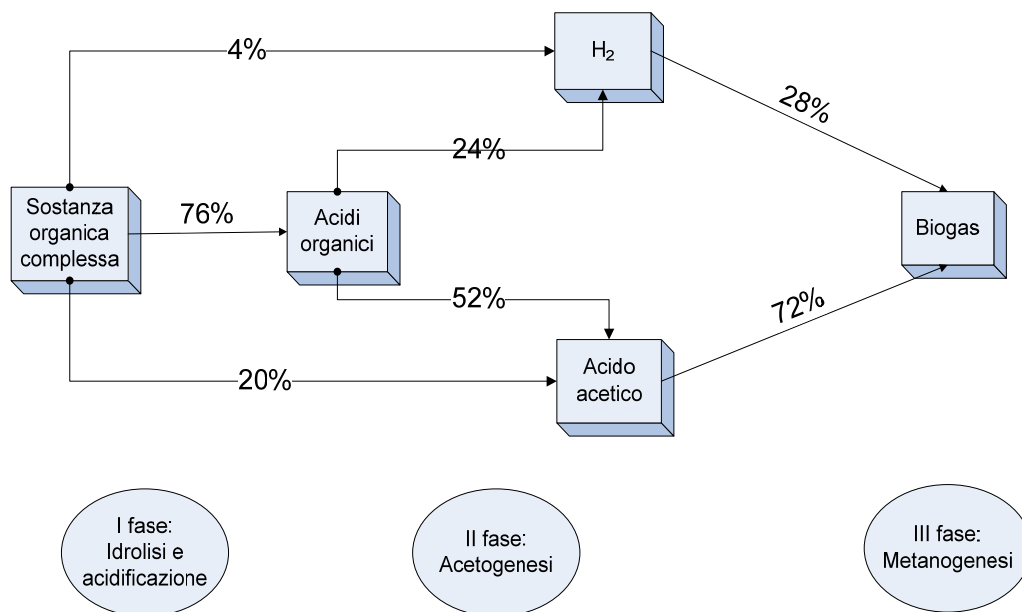 4%
H₂
28%
24%
Sostanza
organica
complessa
76%
Acidi
organici
Biogas
52%
72%
20%
Acido
acetico
I fase:
Idrolisi e
acidificazione
II fase:
Acetogenesi
III fase:
Metanogenesi